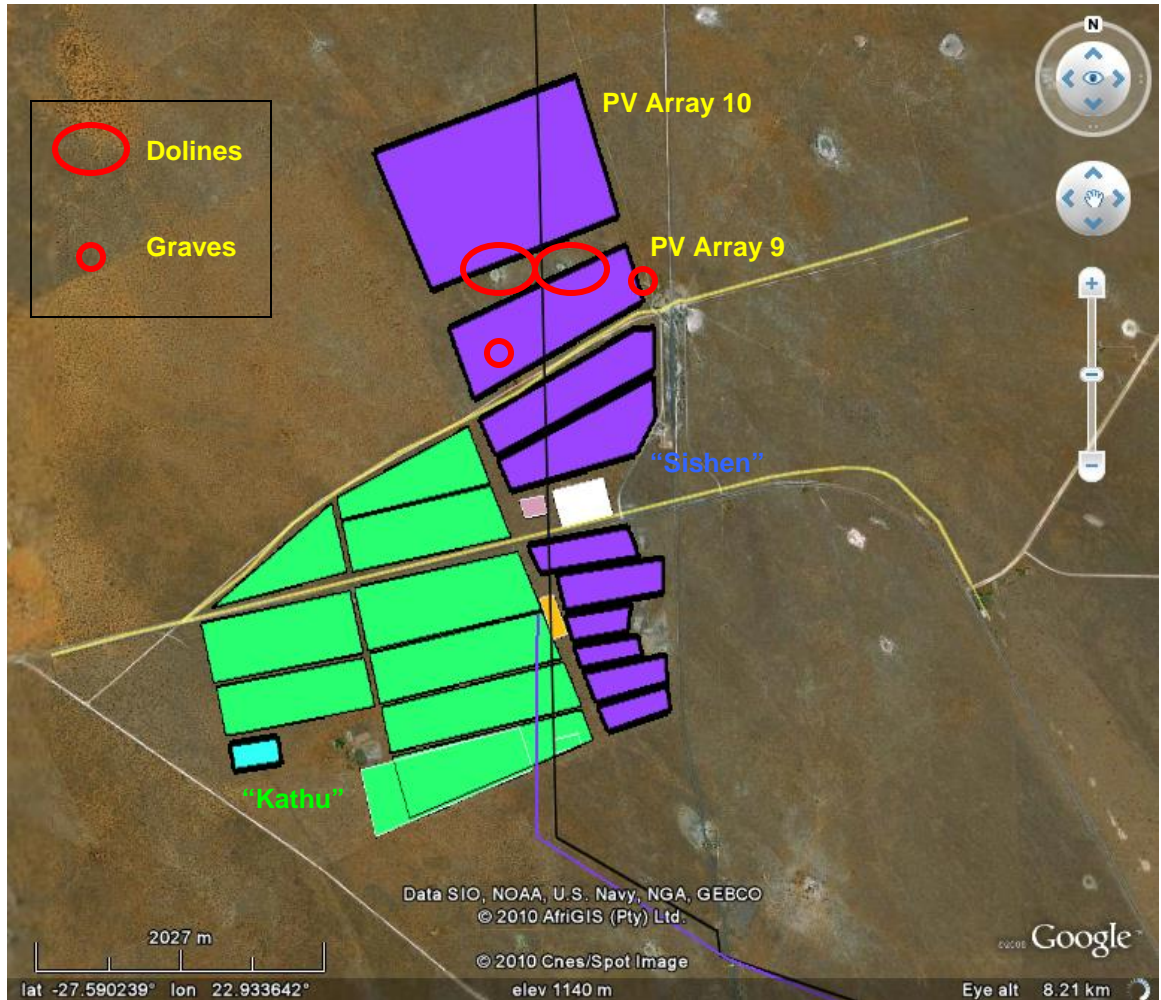 N
PV Array 10
Dolines
Graves
PV Array 9
“Sishen”
“Kathu”
Data SIO, NOAA, U.S. Navy, NGA, GEBCO
© 2010 AfriGIS (Pty) Ltd.
© 2010 Cnes/Spot Image
2027 m
©2009 Google
lat -27.590239° lon 22.933642°
elev 1140 m
Eye alt 8.21 km